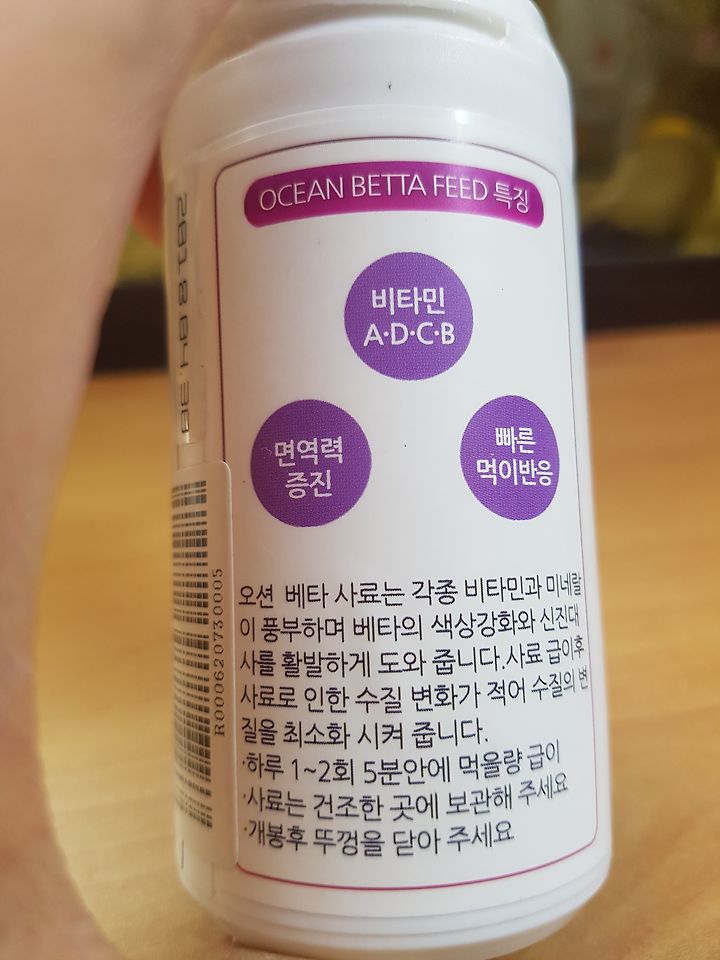 OCEAN BETTA FEED 특징
비타민
A·D·C·B
면역력
증진
빠른
먹이반응
오션 베타 사료는 각종 비타민과 미네랄
이 풍부하며 베타의 색상강화와 신진대
사를 활발하게 도와 줍니다.사료 급이후
사료로 인한 수질 변화가 적어 수질의 변
질을 최소화 시켜 줍니다.
·하루 1~2회 5분안에 먹을량 급이
·사료는 건조한 곳에 보관해 주세요
·개봉후 뚜껑을 닫아 주세요
R000620730005